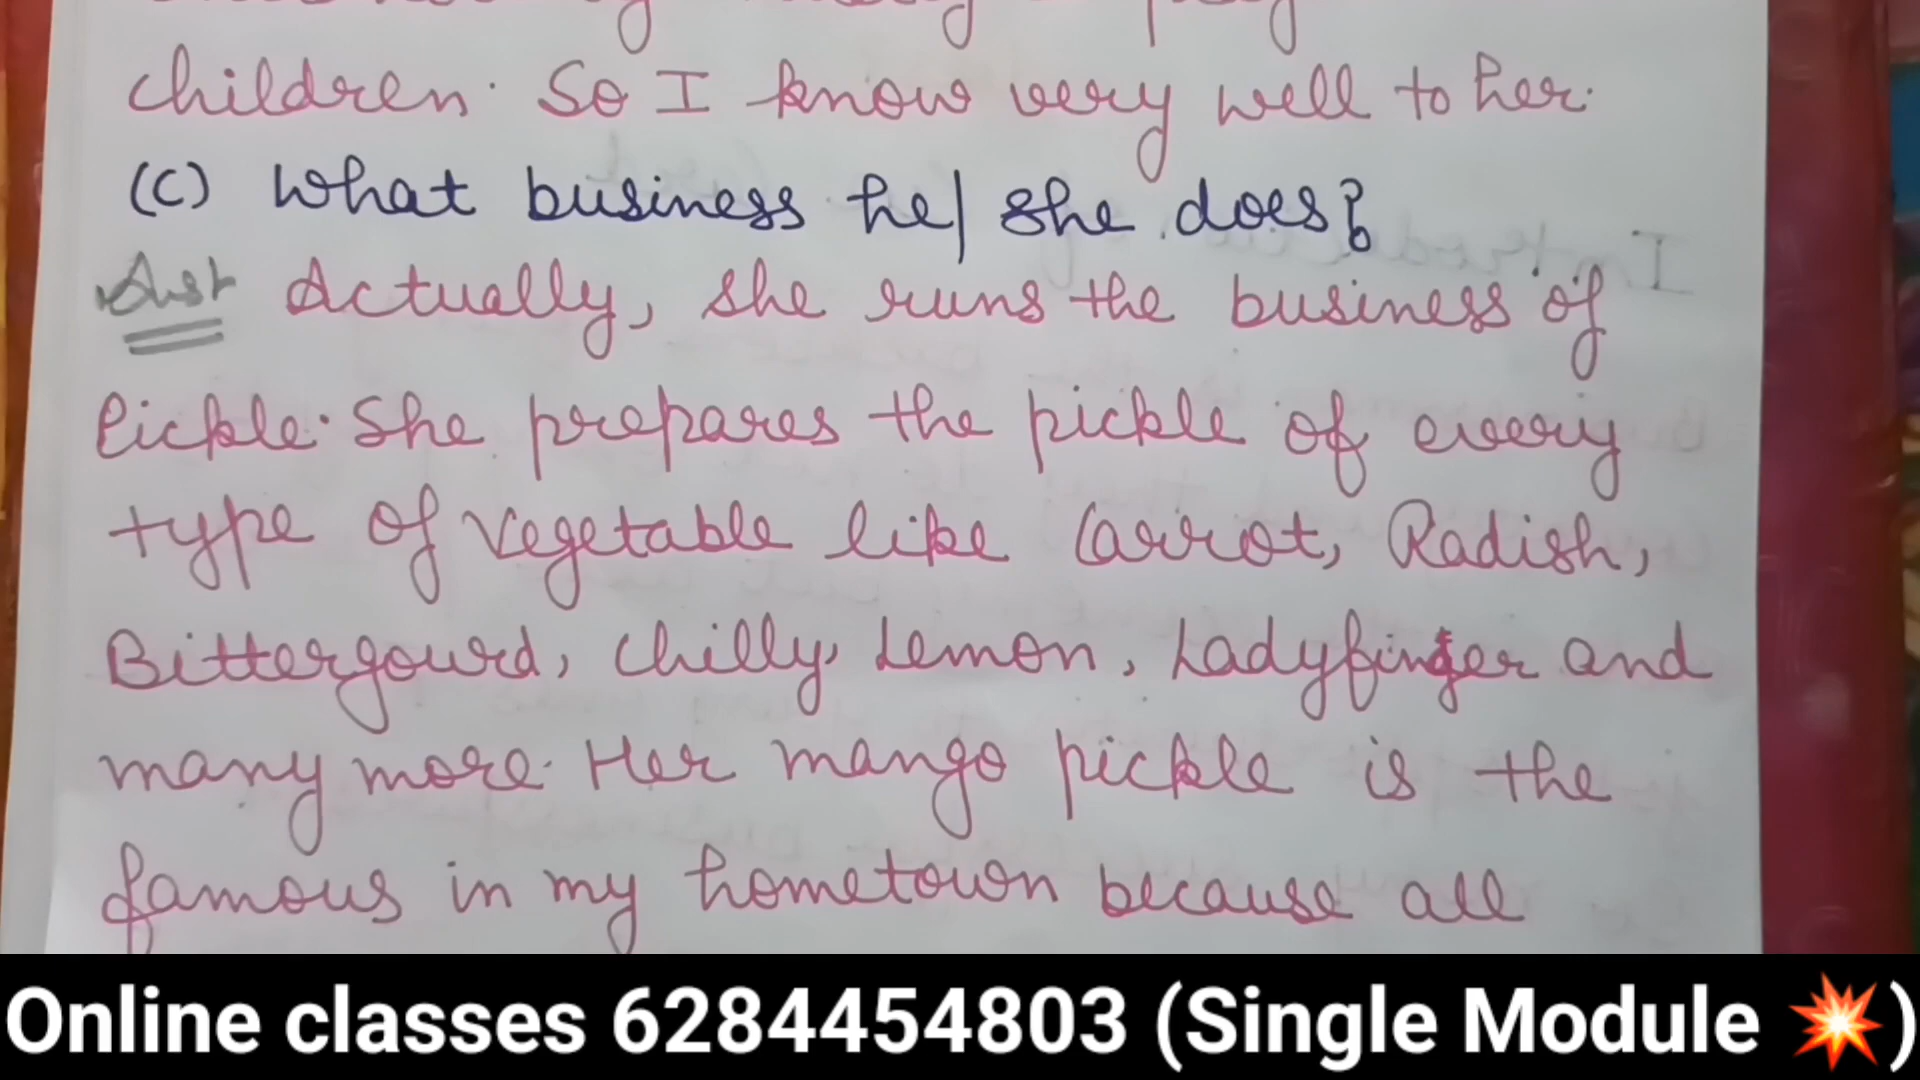 children. So I know very well to her.
(C) What business he/she does?
Ans+ Actually, she runs the business of
Pickle. She prepares the pickle of every
type of vegetable like Carrot, Radish,
Bittergourd, Chilly, Lemon, Ladyfinger and
many more. Her mango pickle is the
famous in my hometown because all
Online classes 6284454803 (Single Module 💥)